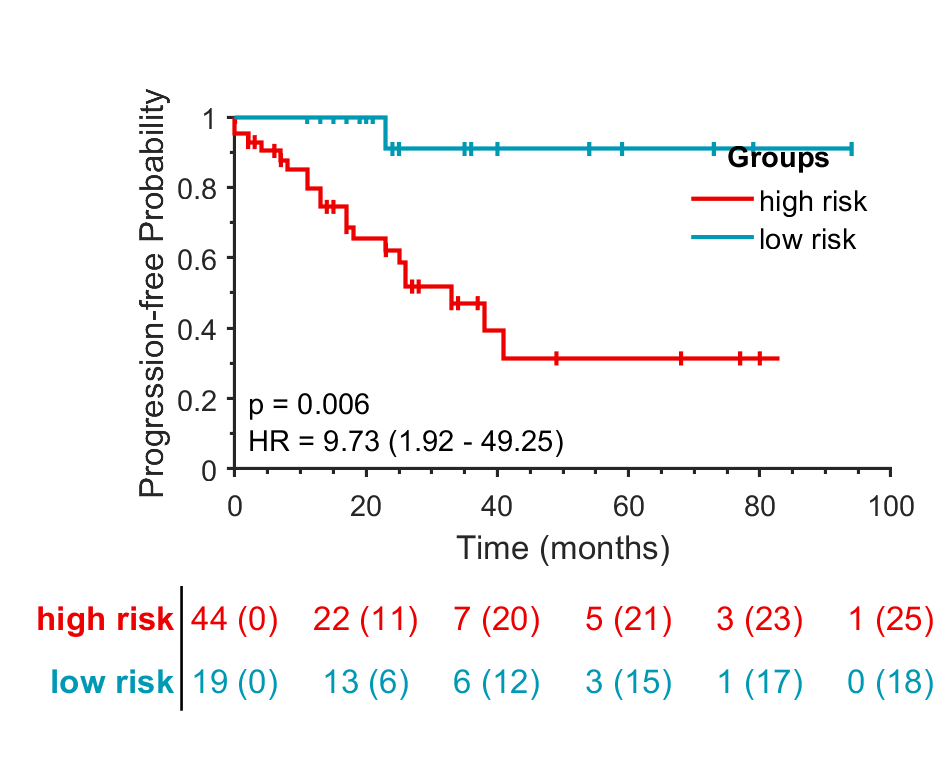 Progression-free Probability
1
0.8
0.6
0.4
0.2
0
Groups
high risk
low risk
p = 0.006
HR = 9.73 (1.92 - 49.25)
0 20 40 60 80 100
Time (months)
high risk 44 (0) 22 (11) 7 (20) 5 (21) 3 (23) 1 (25)
low risk 19 (0) 13 (6) 6 (12) 3 (15) 1 (17) 0 (18)